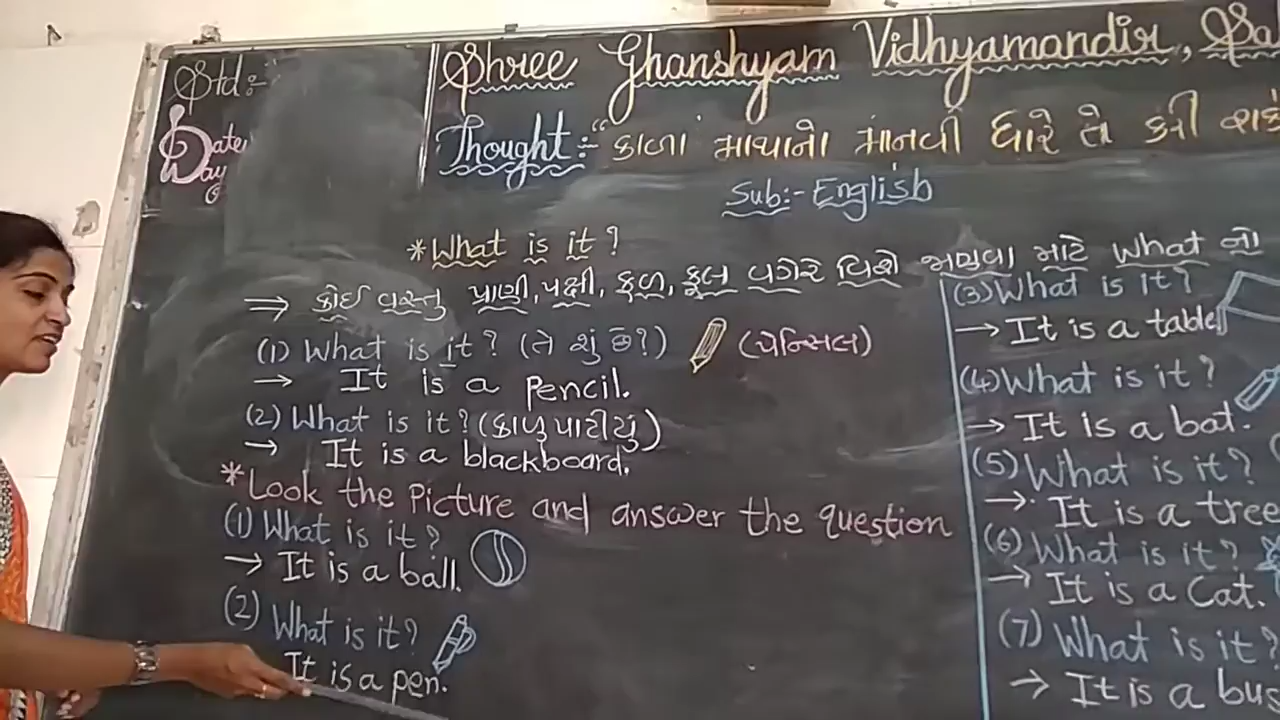 Std:-
Date
Day
Shree Ghanshyam Vidhyamandir,
Thought:- “કાળા માથાનો માનવી ધારે તે કરી શકે
Sub:- English
*What is it?
⇒ કોઈ વસ્તુ પ્રાણી, પક્ષી, ફળ, ફૂલ વગેરે વિશે જાણવા માટે What નો
(1) What is it? (તે શું છે?) (પેન્સિલ)
→ It is a pencil.
(2) What is it? (કાળુ પાટીયું)
→ It is a blackboard.
*Look the Picture and answer the question
(1) What is it?
→ It is a ball.
(2) What is it?
It is a pen.
(3) What is it?
→ It is a table
(4) What is it?
→ It is a bat.
(5) What is it?
→ It is a tree
(6) What is it?
→ It is a Cat.
(7) What is it?
→ It is a bus